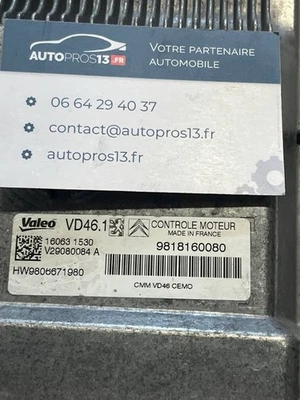 AUTOPROS13.FR
VOTRE PARTENAIRE
AUTOMOBILE
06 64 29 40 37
contact@autopros13.fr
autopros13.fr
Valeo VD46.1 CONTROLE MOTEUR
MADE IN FRANCE
16063 1530
V29080084 A
9818160080
HW9806671980
CMM VD46 CEMO